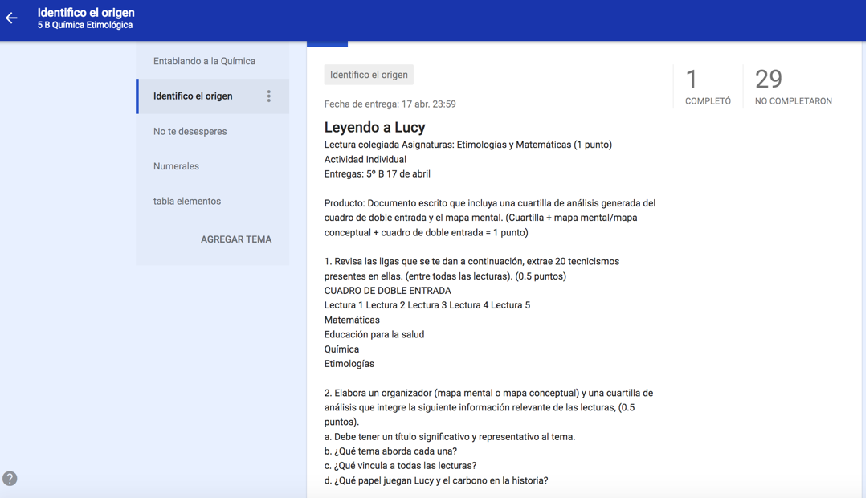 Identifico el origen
5 B Química Etimológica
Entablando a la Química
Identifico el origen
No te desesperes
Numerales
tabla elementos
AGREGAR TEMA
Identifico el origen
Fecha de entrega: 17 abr. 23:59
1
COMPLETÓ
29
NO COMPLETARON
Leyendo a Lucy
Lectura colegiada Asignaturas: Etimologías y Matemáticas (1 punto)
Actividad individual
Entregas: 5º B 17 de abril
Producto: Documento escrito que incluya una cuartilla de análisis generada del
cuadro de doble entrada y el mapa mental. (Cuartilla + mapa mental/mapa
conceptual + cuadro de doble entrada = 1 punto)
1. Revisa las ligas que se te dan a continuación, extrae 20 tecnicismos
presentes en ellas. (entre todas las lecturas). (0.5 puntos)
CUADRO DE DOBLE ENTRADA
Lectura 1 Lectura 2 Lectura 3 Lectura 4 Lectura 5
Matemáticas
Educación para la salud
Química
Etimologías
2. Elabora un organizador (mapa mental o mapa conceptual) y una cuartilla de
análisis que integre la siguiente información relevante de las lecturas, (0.5
puntos).
a. Debe tener un título significativo y representativo al tema.
b. ¿Qué tema aborda cada una?
c. ¿Qué vincula a todas las lecturas?
d. ¿Qué papel juegan Lucy y el carbono en la historia?